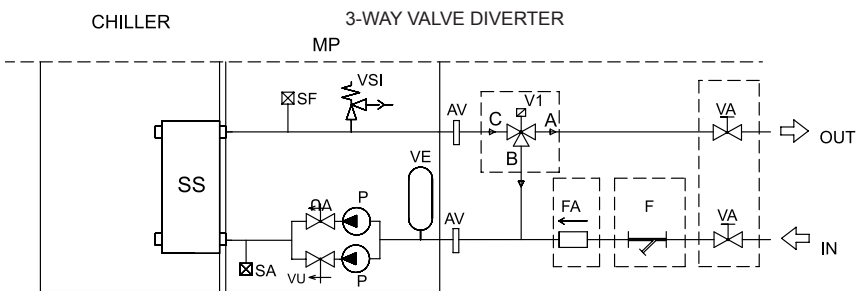 CHILLER
3-WAY VALVE DIVERTER
MP
SF
VSI
AV
C
V1
A
B
VA
OUT
SS
VE
P
AV
FA
F
VA
IN
SA
VU
P